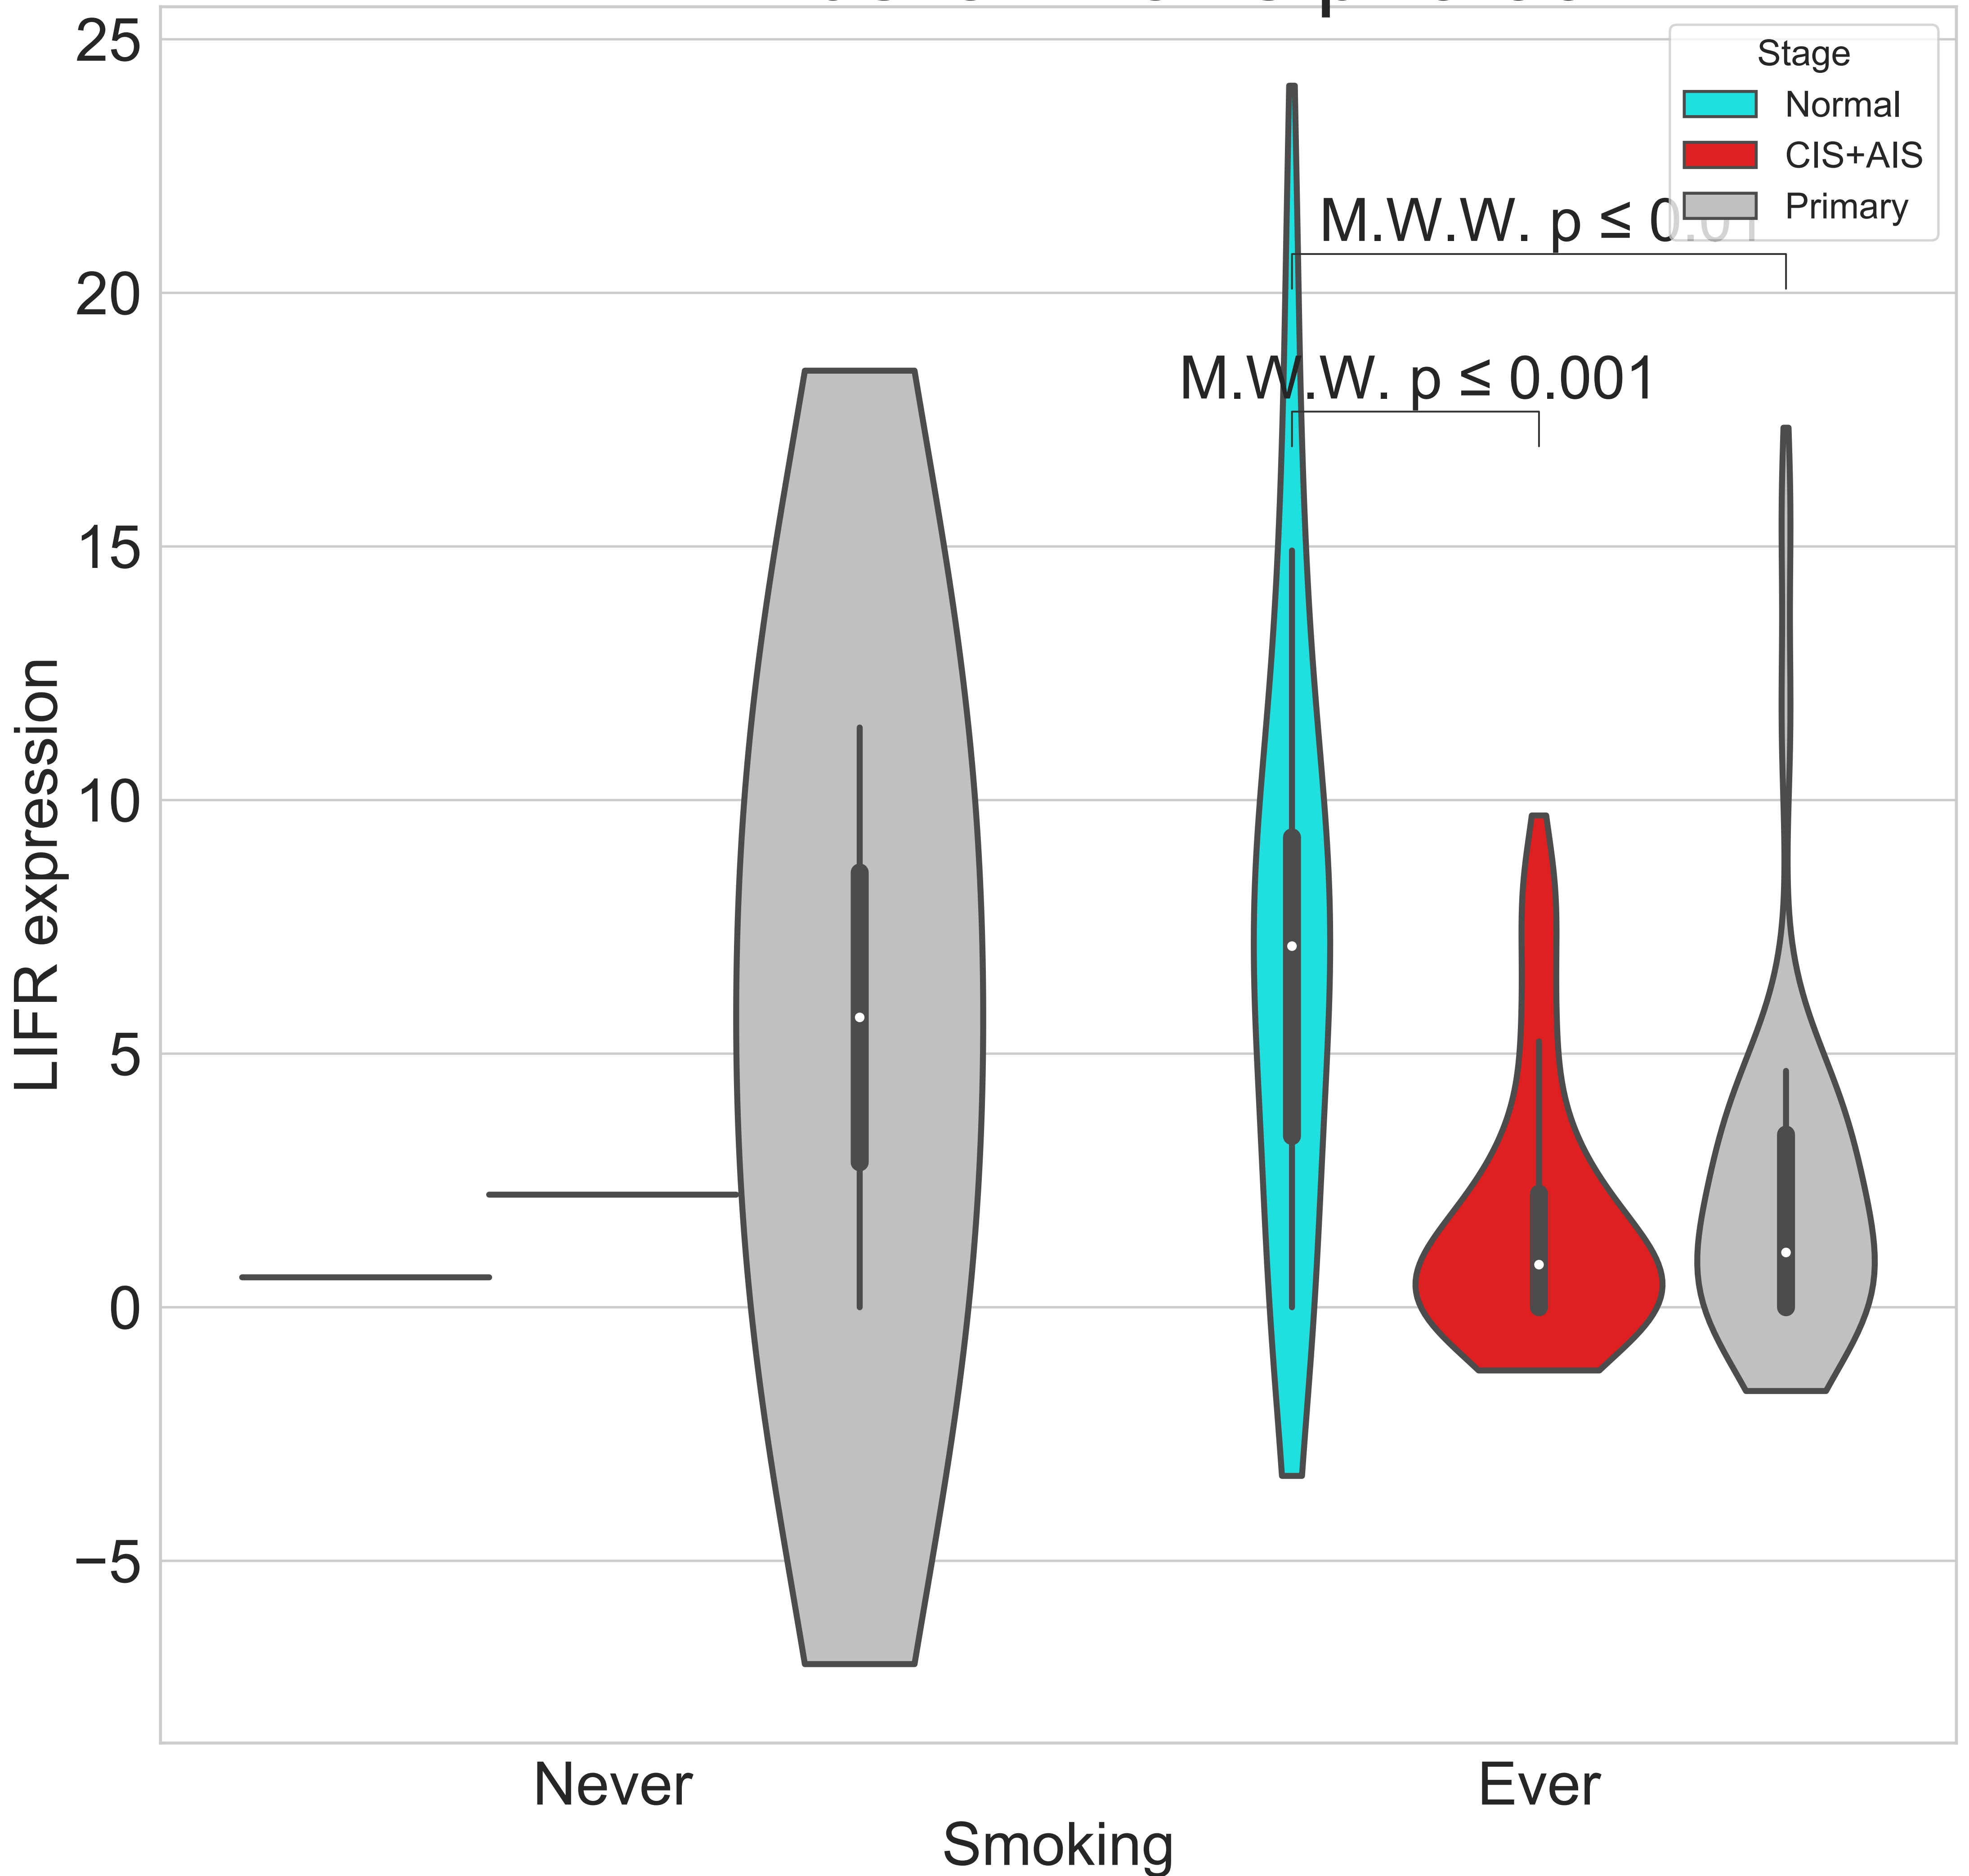 25
Stage
Normal
CIS+AIS
Primary
M.W.W. p ≤ 0.01
20
M.W.W. p ≤ 0.001
15
10
5
0
−5
LIFR expression
Never
Ever
Smoking